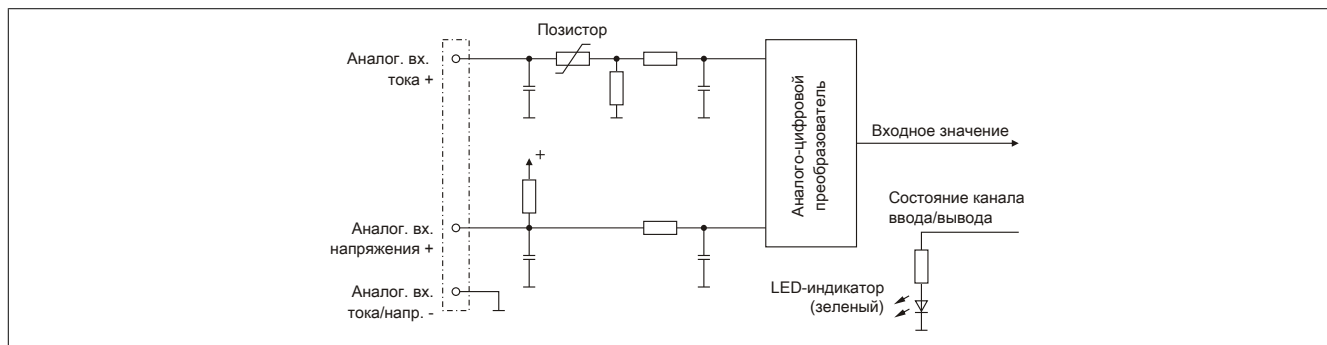 Позистор
Аналог. вх.
тока +
Аналого-цифровой
преобразователь
Входное значение
+
Состояние канала
ввода/вывода
Аналог. вх.
напряжения +
LED-индикатор
(зеленый)
Аналог. вх.
тока/напр. -